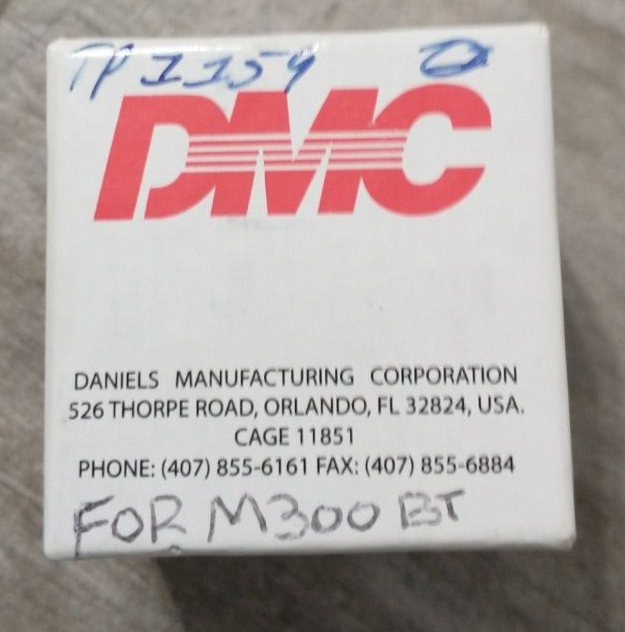 TP 1154
DMC
DANIELS MANUFACTURING CORPORATION
526 THORPE ROAD, ORLANDO, FL 32824, USA.
CAGE 11851
PHONE: (407) 855-6161 FAX: (407) 855-6884
FOR M300 BT